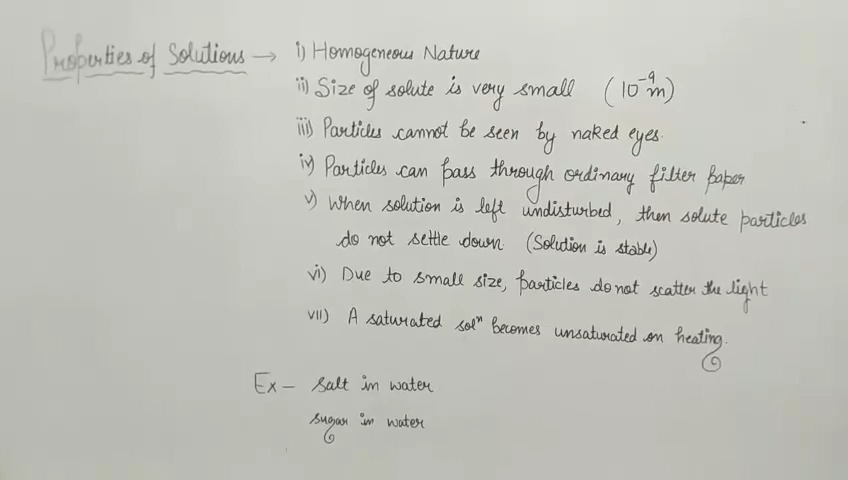 Properties of Solutions → i) Homogeneous Nature
ii) Size of solute is very small (10⁻⁹m)
iii) Particles cannot be seen by naked eyes.
iv) Particles can pass through ordinary filter paper
v) When solution is left undisturbed, then solute particles
do not settle down. (Solution is stable)
vi) Due to small size, particles do not scatter the light
vii) A saturated solⁿ becomes unsaturated on heating.
Ex – Salt in water
sugar in water